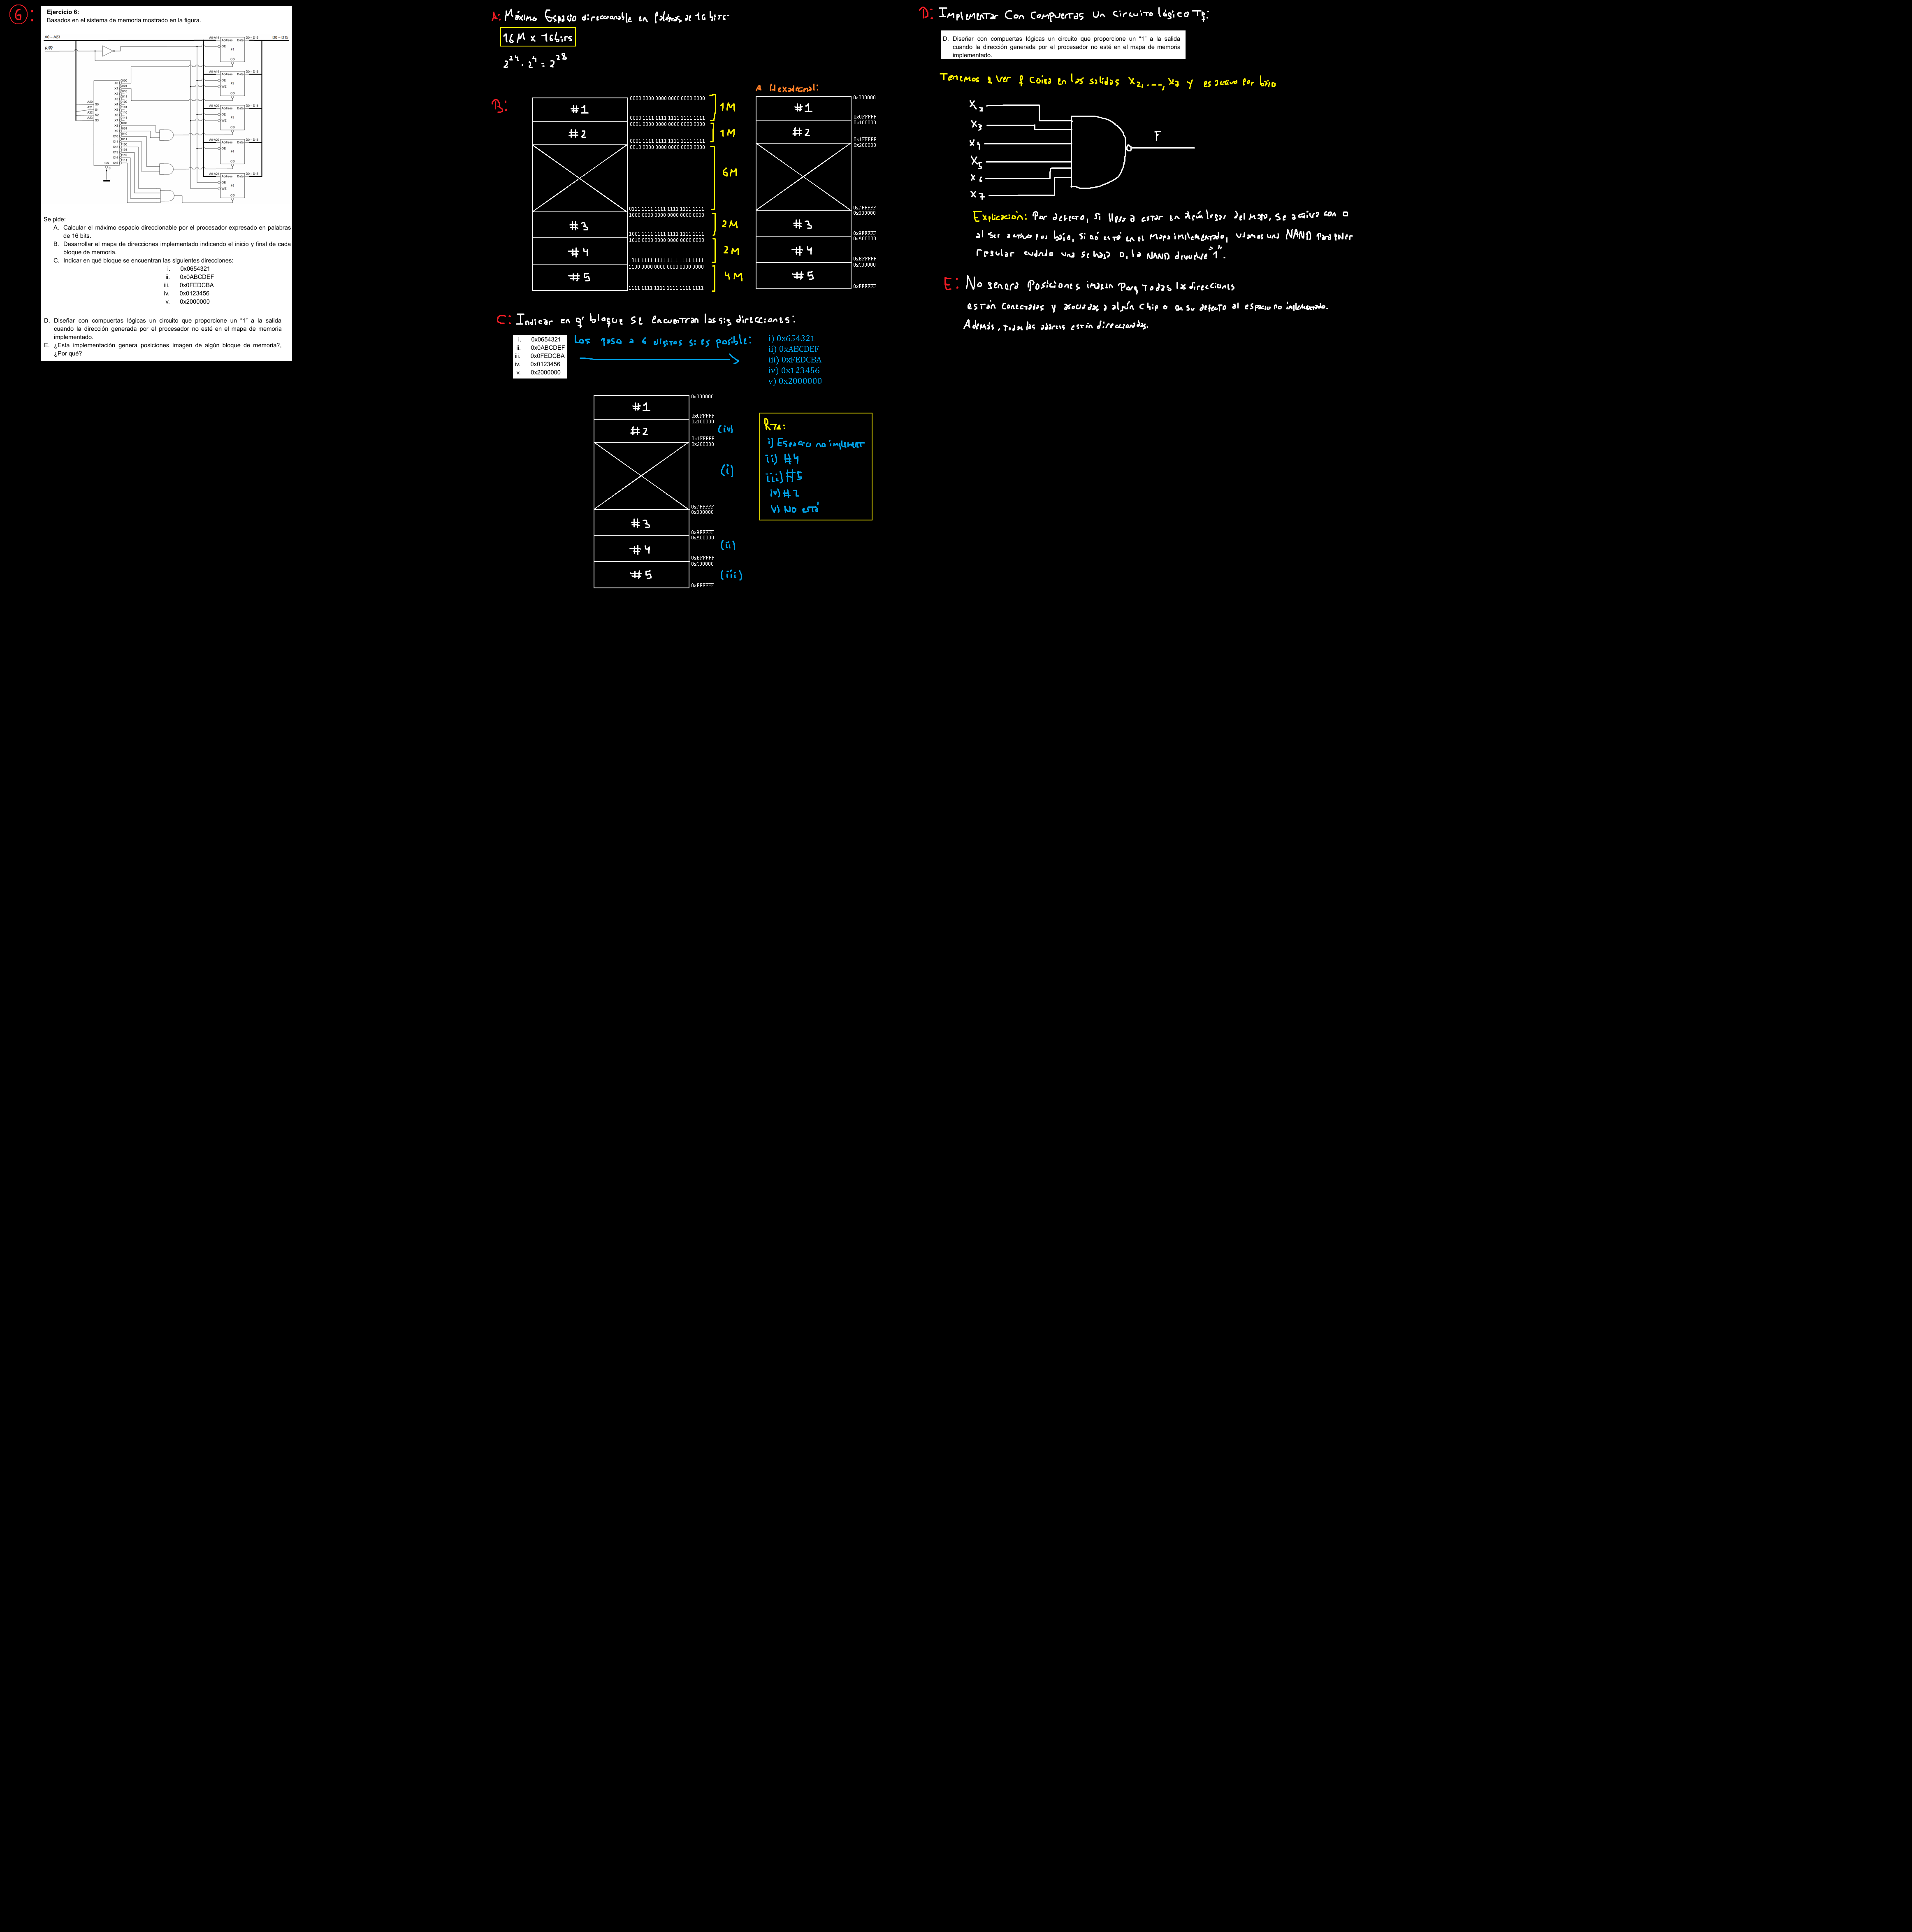 6:
Ejercicio 6:
Basados en el sistema de memoria mostrado en la figura.
A0 – A23
D0 – D15
Se pide:
A. Calcular el máximo espacio direccionable por el procesador expresado en palabras
de 16 bits.
B. Desarrollar el mapa de direcciones implementado indicando el inicio y final de cada
bloque de memoria.
C. Indicar en qué bloque se encuentran las siguientes direcciones:
i. 0x0654321
ii. 0x0ABCDEF
iii. 0x0FEDCBA
iv. 0x0123456
v. 0x2000000
D. Diseñar con compuertas lógicas un circuito que proporcione un “1” a la salida
cuando la dirección generada por el procesador no esté en el mapa de memoria
implementado.
E. ¿Esta implementación genera posiciones imagen de algún bloque de memoria?,
¿Por qué?
A: Máximo Espacio direccionable en Palabras de 16 bits:
16M x 16bits
2^24 . 2^4 = 2^28
B:
#1
0000 0000 0000 0000 0000 0000
1M
0000 1111 1111 1111 1111 1111
0001 0000 0000 0000 0000 0000
#2
1M
0001 1111 1111 1111 1111 1111
0010 0000 0000 0000 0000 0000
6M
0111 1111 1111 1111 1111 1111
1000 0000 0000 0000 0000 0000
#3
2M
1001 1111 1111 1111 1111 1111
1010 0000 0000 0000 0000 0000
#4
2M
1011 1111 1111 1111 1111 1111
1100 0000 0000 0000 0000 0000
#5
4M
1111 1111 1111 1111 1111 1111
A Hexadecimal:
#1
0x000000
0x0FFFFF
0x100000
#2
0x1FFFFF
0x200000
0x7FFFFF
0x800000
#3
0x9FFFFF
0xA00000
#4
0xBFFFFF
0xC00000
#5
0xFFFFFF
C: Indicar en q' bloque se encuentran las sig direcciones:
i. 0x0654321
ii. 0x0ABCDEF
iii. 0x0FEDCBA
iv. 0x0123456
v. 0x2000000
Los paso a 6 digitos si es posible:
i) 0x654321
ii) 0xABCDEF
iii) 0xFEDCBA
iv) 0x123456
v) 0x2000000
#1
0x000000
0x0FFFFF
0x100000
#2
(iv)
0x1FFFFF
0x200000
(i)
0x7FFFFF
0x800000
#3
0x9FFFFF
0xA00000
#4
(ii)
0xBFFFFF
0xC00000
#5
(iii)
0xFFFFFF
Rta:
i) Espacio no implement
ii) #4
iii) #5
iv) #2
v) No está
D: Implementar Con Compuertas Un Circuito lógico Tq:
D. Diseñar con compuertas lógicas un circuito que proporcione un “1” a la salida
cuando la dirección generada por el procesador no esté en el mapa de memoria
implementado.
Tenemos q ver q caiga en las salidas X2, ..., X7 y es activo por bajo
X2
X3
X4
X5
X6
X7
F
Explicación: Por defecto, si llega a estar en algún lugar del mapa, se activa con 0
al ser activo por bajo, si no está en el mapa implementado, usamos una NAND para poder
regular cuando una se haga 0, la NAND devuelve "1".
E: No genera Posiciones imagen Porq todas las direcciones
están conectadas y asociadas a algún Chip o en su defecto al espacio no implementado.
Además, todas las address están direccionadas.